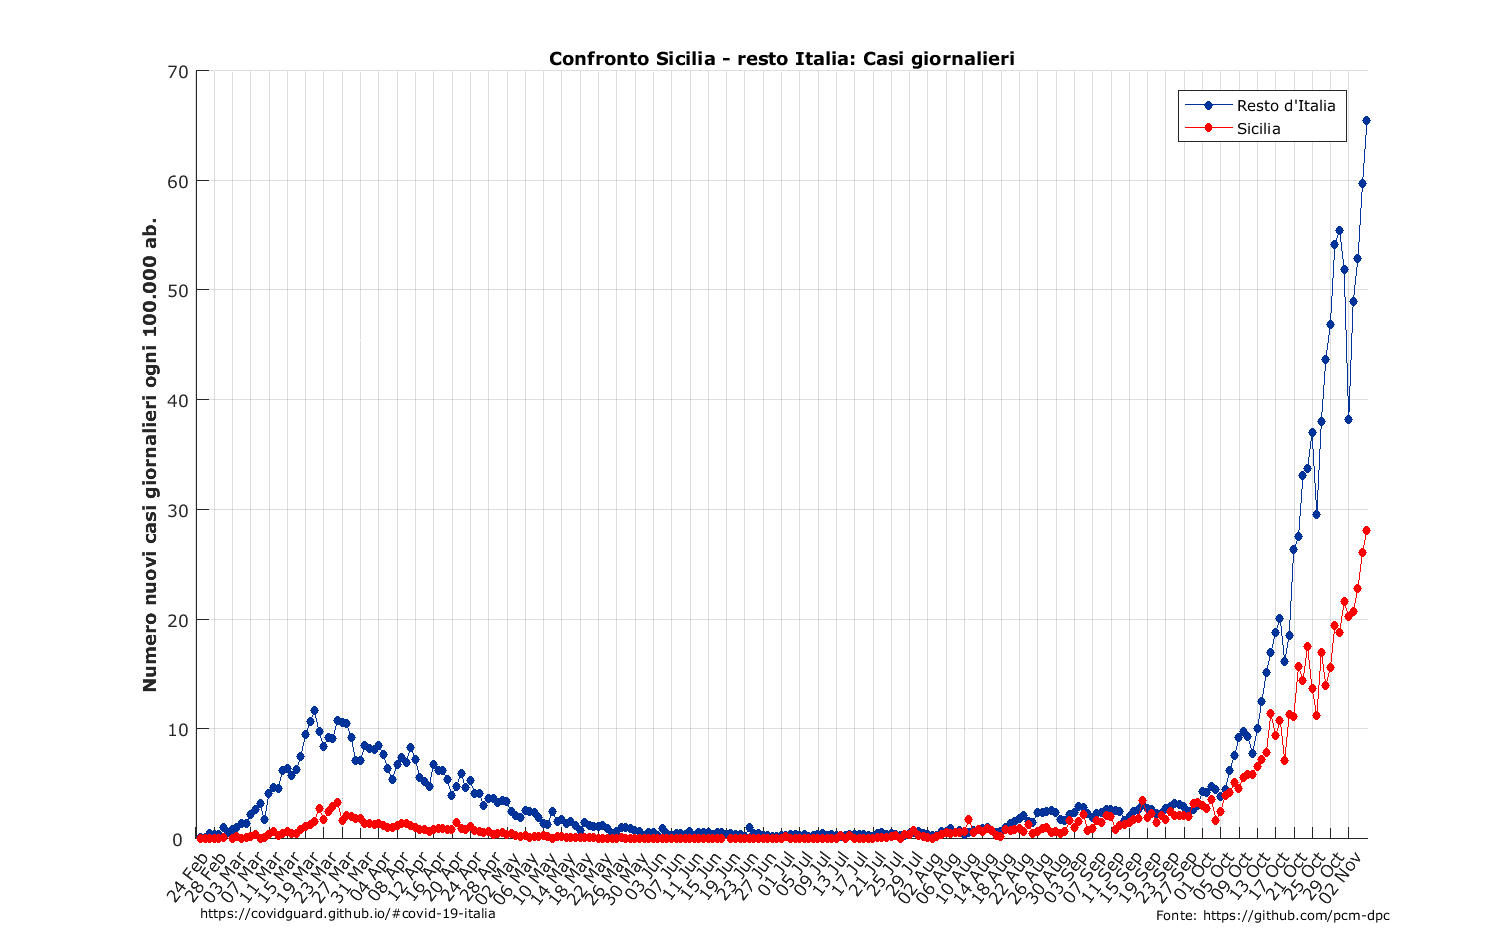 Confronto Sicilia - resto Italia: Casi giornalieri
70
60
50
40
30
20
10
0
Numero nuovi casi giornalieri ogni 100.000 ab.
Resto d'Italia
Sicilia
24 Feb
28 Feb
03 Mar
07 Mar
11 Mar
15 Mar
19 Mar
23 Mar
27 Mar
31 Mar
04 Apr
08 Apr
12 Apr
16 Apr
20 Apr
24 Apr
28 Apr
02 May
06 May
10 May
14 May
18 May
22 May
26 May
30 May
03 Jun
07 Jun
11 Jun
15 Jun
19 Jun
23 Jun
27 Jun
01 Jul
05 Jul
09 Jul
13 Jul
17 Jul
21 Jul
25 Jul
29 Jul
02 Aug
06 Aug
10 Aug
14 Aug
18 Aug
22 Aug
26 Aug
30 Aug
03 Sep
07 Sep
11 Sep
15 Sep
19 Sep
23 Sep
27 Sep
01 Oct
05 Oct
09 Oct
13 Oct
17 Oct
21 Oct
25 Oct
29 Oct
02 Nov
https://covidguard.github.io/#covid-19-italia
Fonte: https://github.com/pcm-dpc